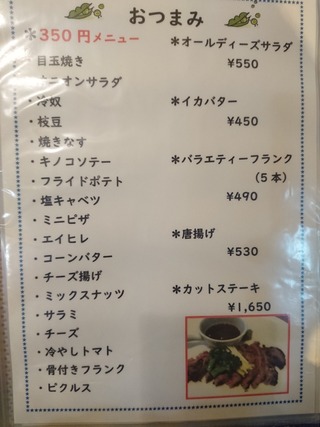 おつまみ
＊350円メニュー
・目玉焼き
・オニオンサラダ
・冷奴
・枝豆
・焼きなす
・キノコソテー
・フライドポテト
・塩キャベツ
・ミニピザ
・エイヒレ
・コーンバター
・チーズ揚げ
・ミックスナッツ
・サラミ
・チーズ
・冷やしトマト
・骨付きフランク
・ピクルス
＊オールディーズサラダ
¥550
＊イカバター
¥450
＊バラエティーフランク
（5本）
¥490
＊唐揚げ
¥530
＊カットステーキ
¥1,650